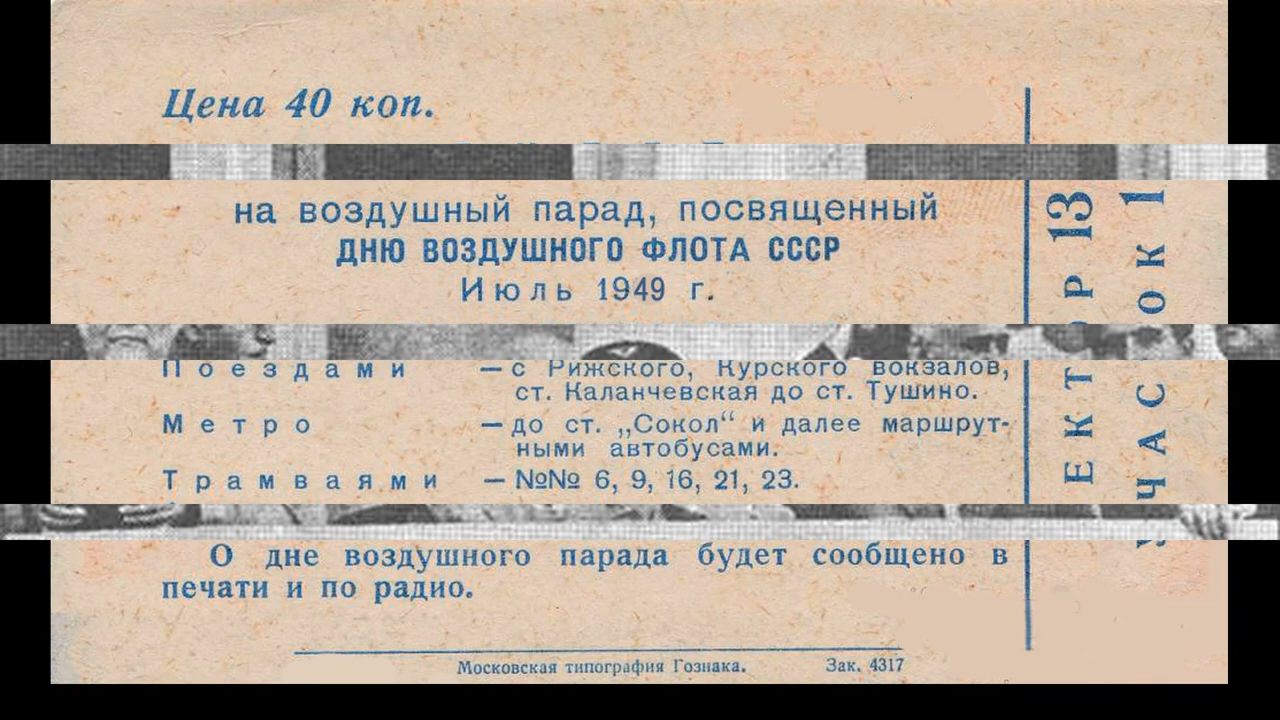 Цена 40 коп.
на воздушный парад, посвященный
ДНЮ ВОЗДУШНОГО ФЛОТА СССР
Июль 1949 г.
Поездами — с Рижского, Курского вокзалов,
ст. Каланчевская до ст. Тушино.
Метро — до ст. „Сокол“ и далее маршрут-
ными автобусами.
Трамваями — №№ 6, 9, 16, 21, 23.
О дне воздушного парада будет сообщено в
печати и по радио.
Московская типография Гознака. Зак. 4317
13
1